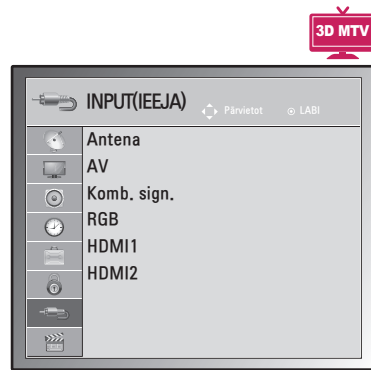 3D MTV
INPUT(IEEJA)
Pārvietot
LABI
Antena
AV
Komb. sign.
RGB
HDMI1
HDMI2